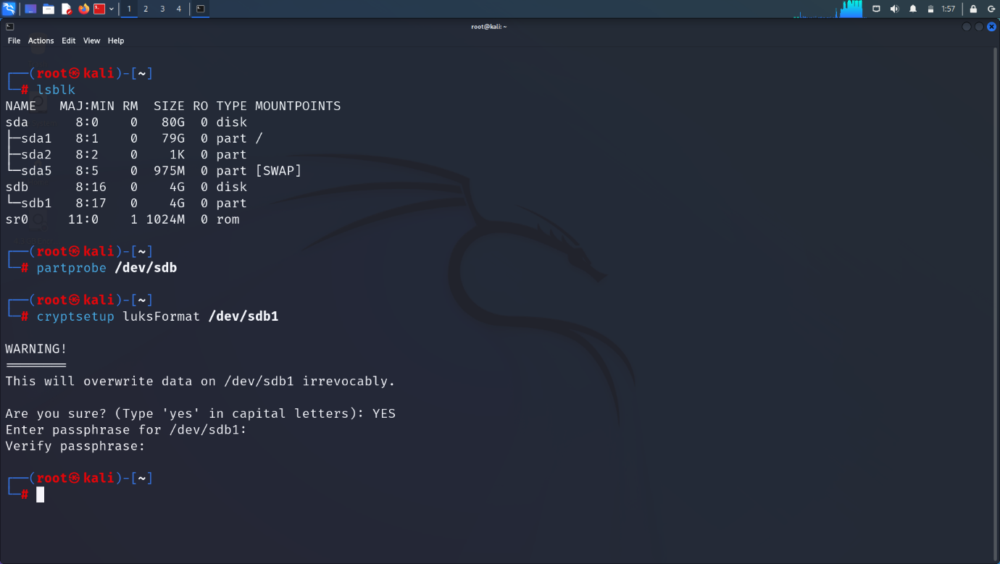 1 2 3 4
1:57
root@kali: ~
File Actions Edit View Help
┌──(root㉿kali)-[~]
└─# lsblk
NAME   MAJ:MIN RM  SIZE RO TYPE MOUNTPOINTS
sda      8:0    0   80G  0 disk
├─sda1   8:1    0   79G  0 part /
├─sda2   8:2    0    1K  0 part
└─sda5   8:5    0  975M  0 part [SWAP]
sdb      8:16   0    4G  0 disk
└─sdb1   8:17   0    4G  0 part
sr0     11:0    1 1024M  0 rom
┌──(root㉿kali)-[~]
└─# partprobe /dev/sdb
┌──(root㉿kali)-[~]
└─# cryptsetup luksFormat /dev/sdb1
WARNING!
========
This will overwrite data on /dev/sdb1 irrevocably.
Are you sure? (Type 'yes' in capital letters): YES
Enter passphrase for /dev/sdb1:
Verify passphrase:
┌──(root㉿kali)-[~]
└─#